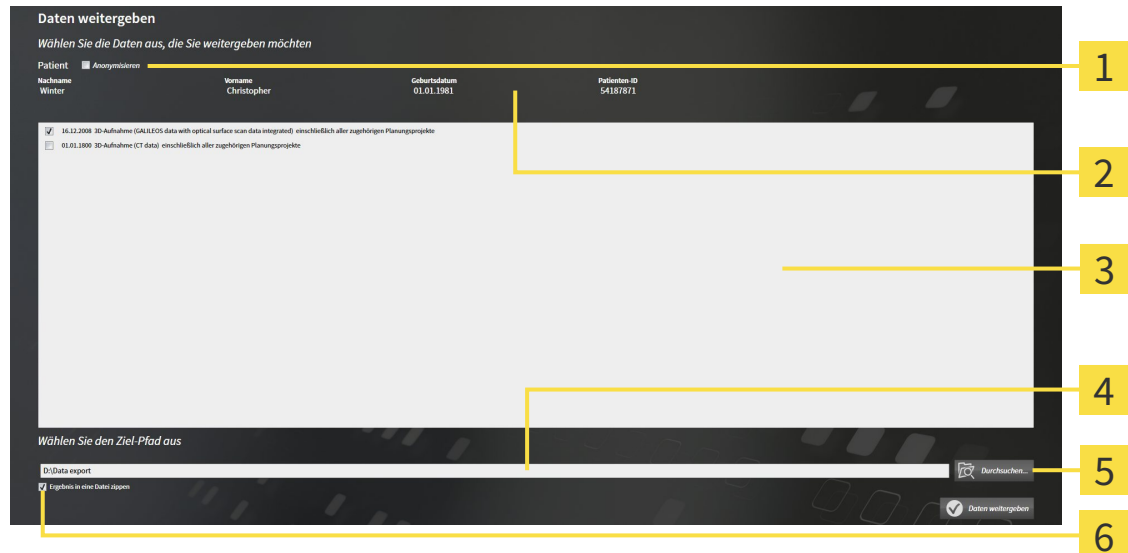 Daten weitergeben
Wählen Sie die Daten aus, die Sie weitergeben möchten
Patient Anonymisieren
1
Nachname Vorname Geburtsdatum Patienten-ID
Winter Christopher 01.01.1981 54187871
16.12.2008 3D-Aufnahme (GALILEOS data with optical surface scan data integrated) einschließlich aller zugehörigen Planungsprojekte
01.01.1800 3D-Aufnahme (CT data) einschließlich aller zugehörigen Planungsprojekte
2
3
4
Wählen Sie den Ziel-Pfad aus
D:\Data export Durchsuchen...
5
Ergebnis in eine Datei zippen
Daten weitergeben
6